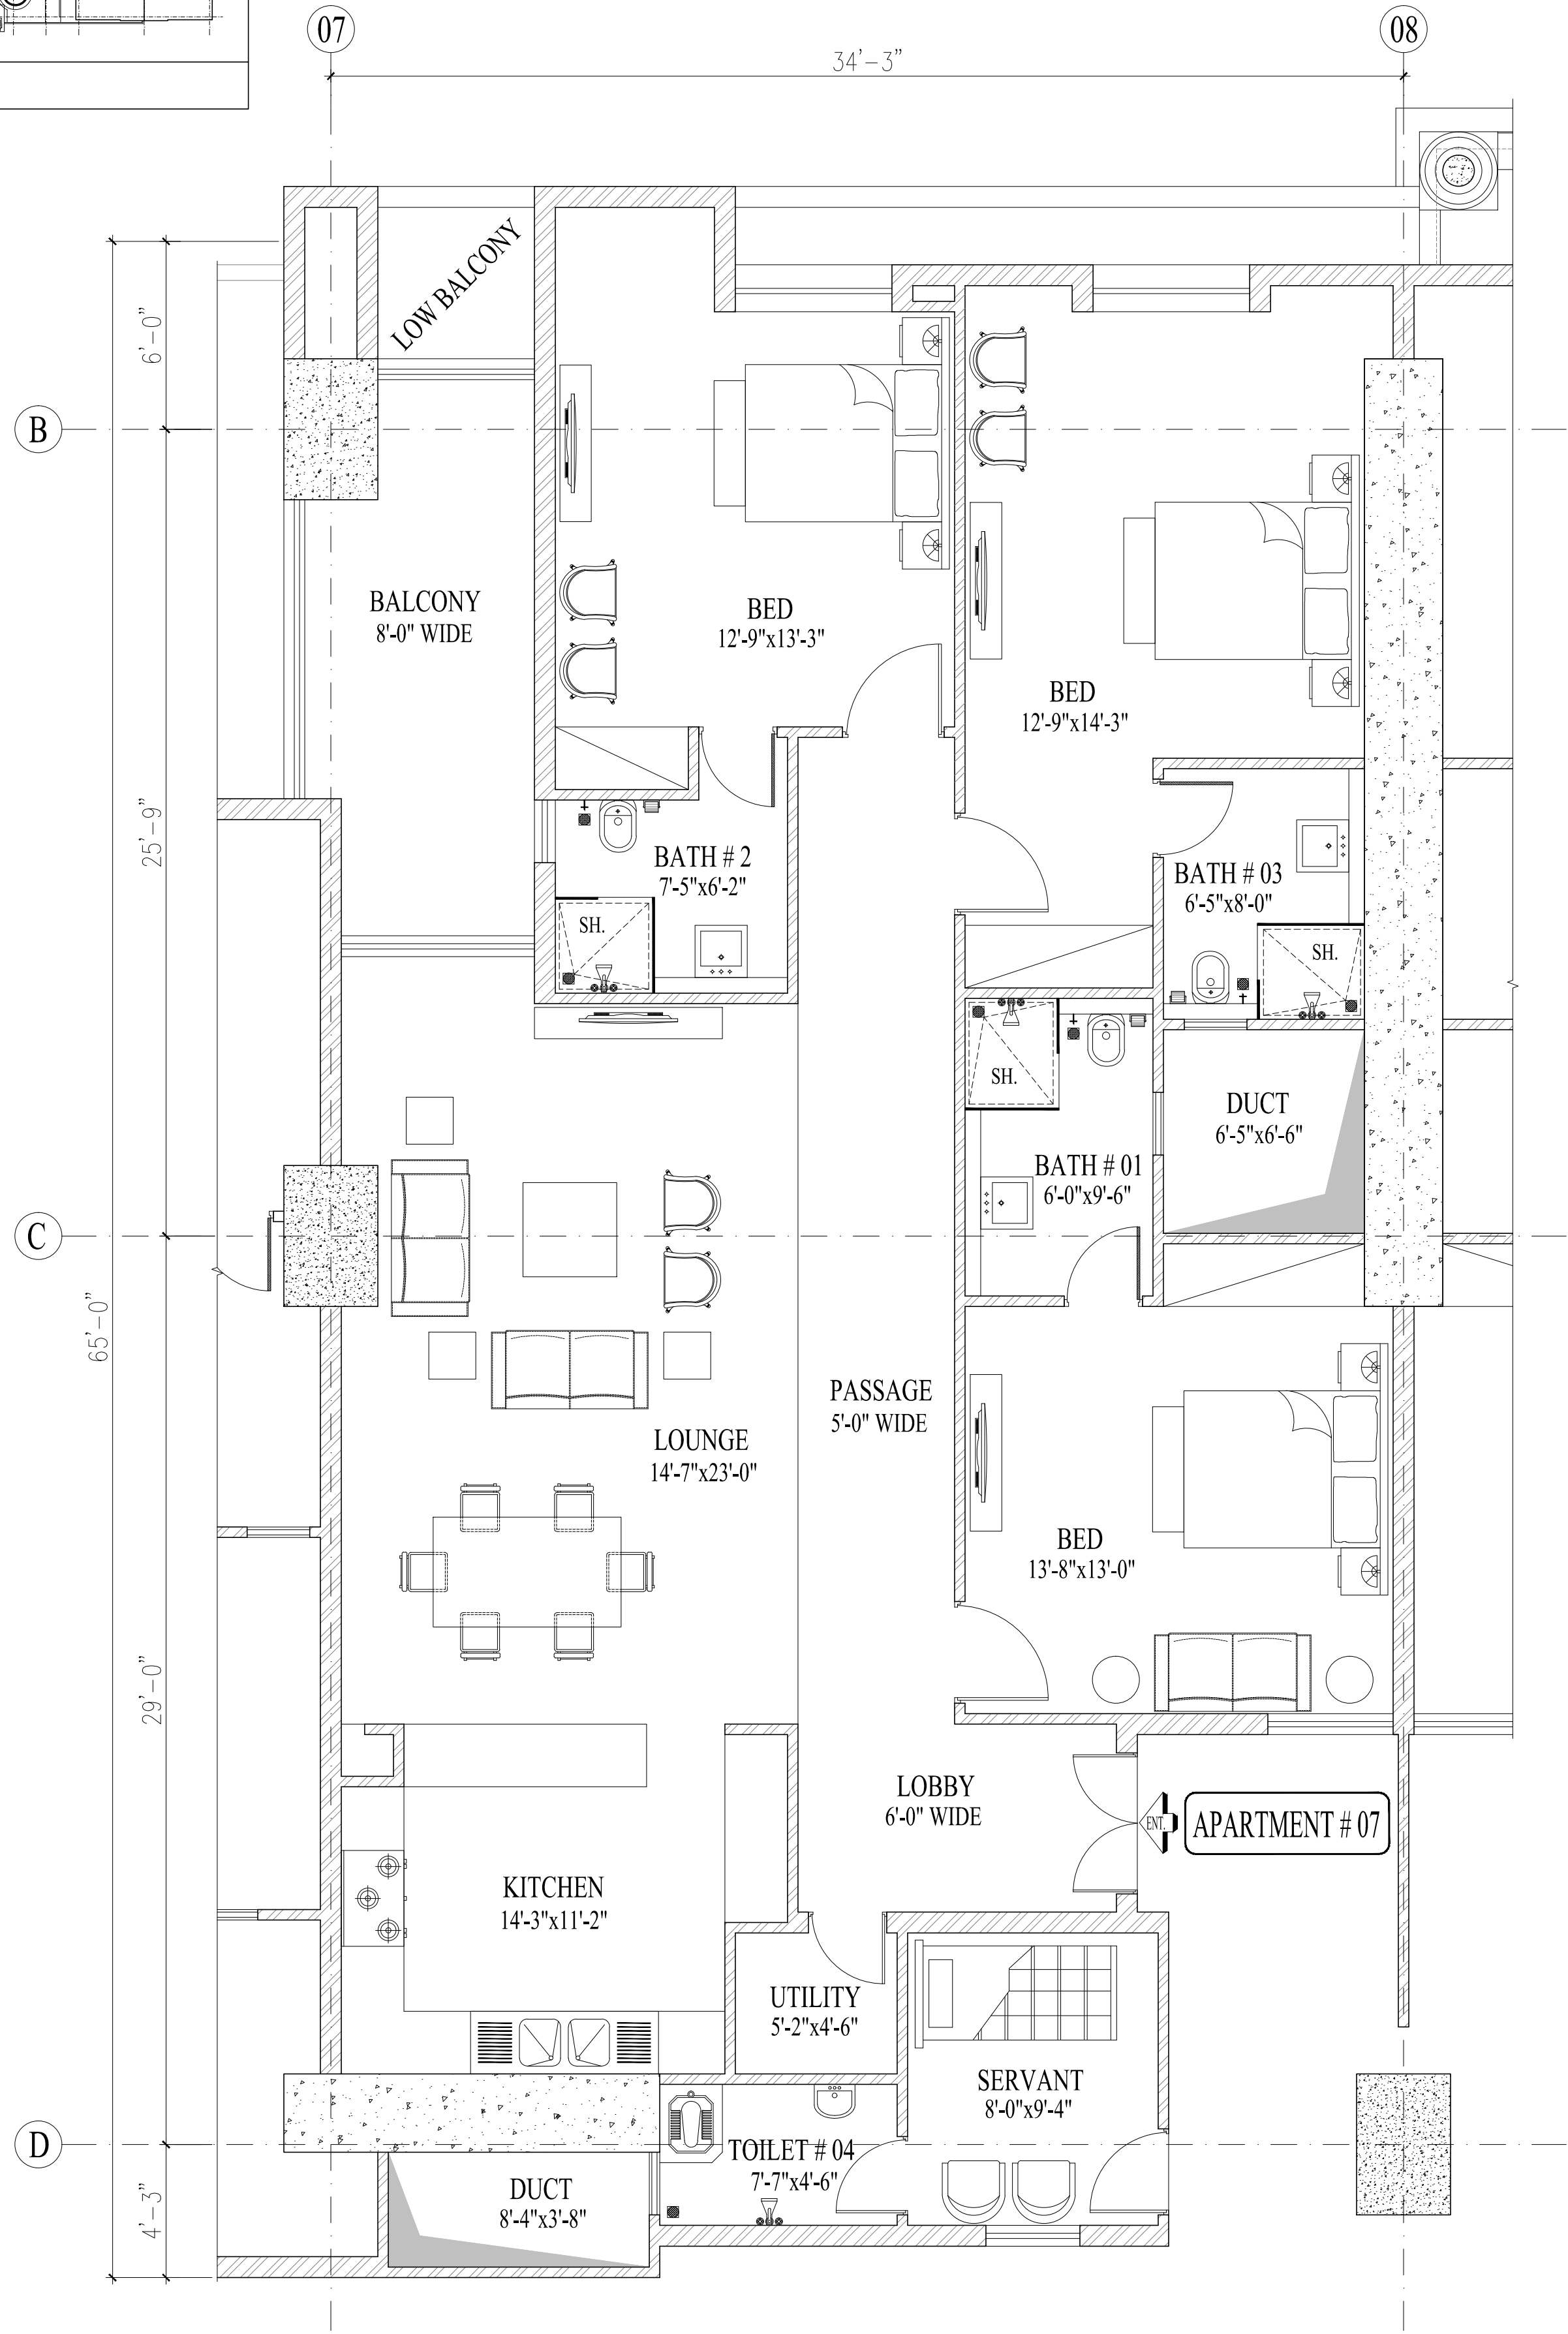 07
08
34'-3"
LOW BALCONY
6'-0"
B
BALCONY
8'-0" WIDE
BED
12'-9"x13'-3"
BED
12'-9"x14'-3"
25'-9"
BATH # 2
7'-5"x6'-2"
SH.
BATH # 03
6'-5"x8'-0"
SH.
SH.
DUCT
6'-5"x6'-6"
BATH # 01
6'-0"x9'-6"
C
65'-0"
PASSAGE
5'-0" WIDE
LOUNGE
14'-7"x23'-0"
BED
13'-8"x13'-0"
29'-0"
LOBBY
6'-0" WIDE
ENT.
APARTMENT # 07
KITCHEN
14'-3"x11'-2"
UTILITY
5'-2"x4'-6"
SERVANT
8'-0"x9'-4"
D
TOILET # 04
7'-7"x4'-6"
DUCT
8'-4"x3'-8"
4'-3"